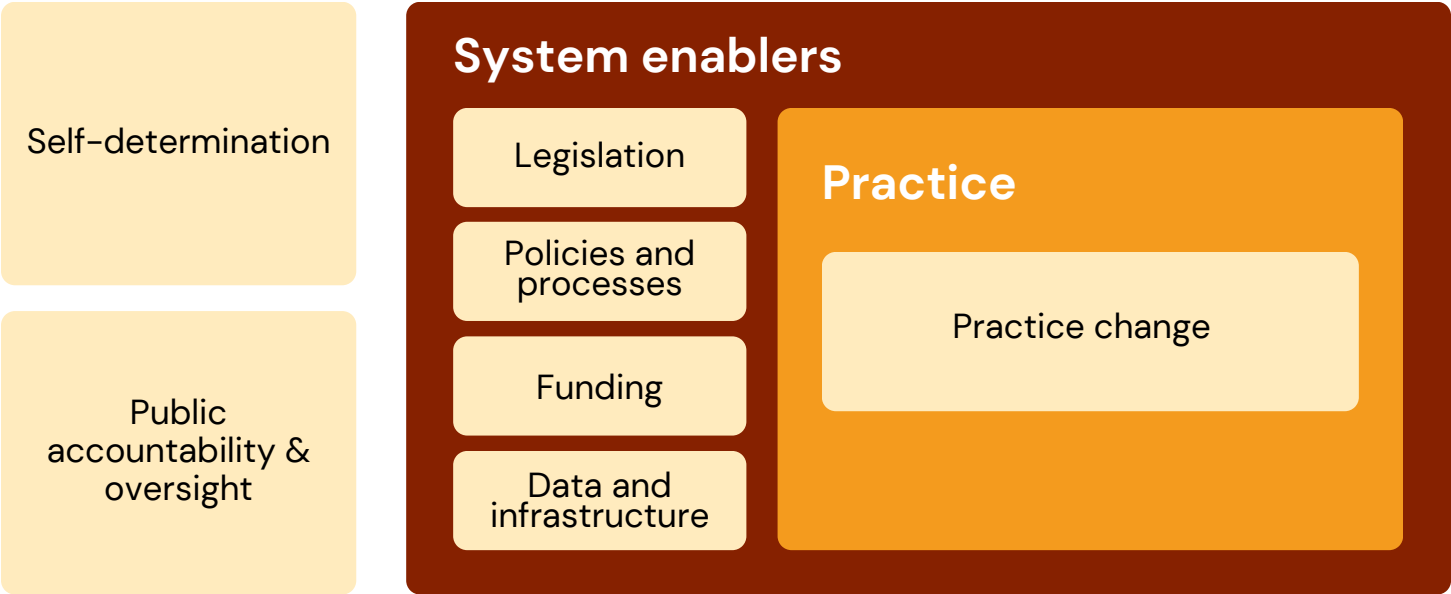 Self-determination
Public
accountability &
oversight
System enablers
Legislation
Policies and
processes
Funding
Data and
infrastructure
Practice
Practice change